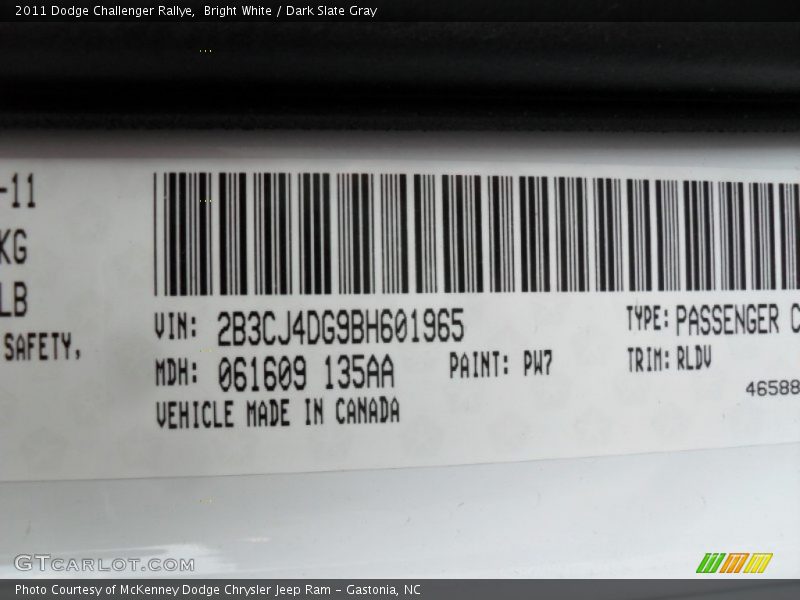 2011 Dodge Challenger Rallye, Bright White / Dark Slate Gray
-11
KG
LB
SAFETY,
VIN: 2B3CJ4DG9BH601965
TYPE: PASSENGER C
MDH: 061609 135AA
PAINT: PW7
TRIM: RLDV
VEHICLE MADE IN CANADA
46588
GTCARLOT.COM
Photo Courtesy of McKenney Dodge Chrysler Jeep Ram - Gastonia, NC